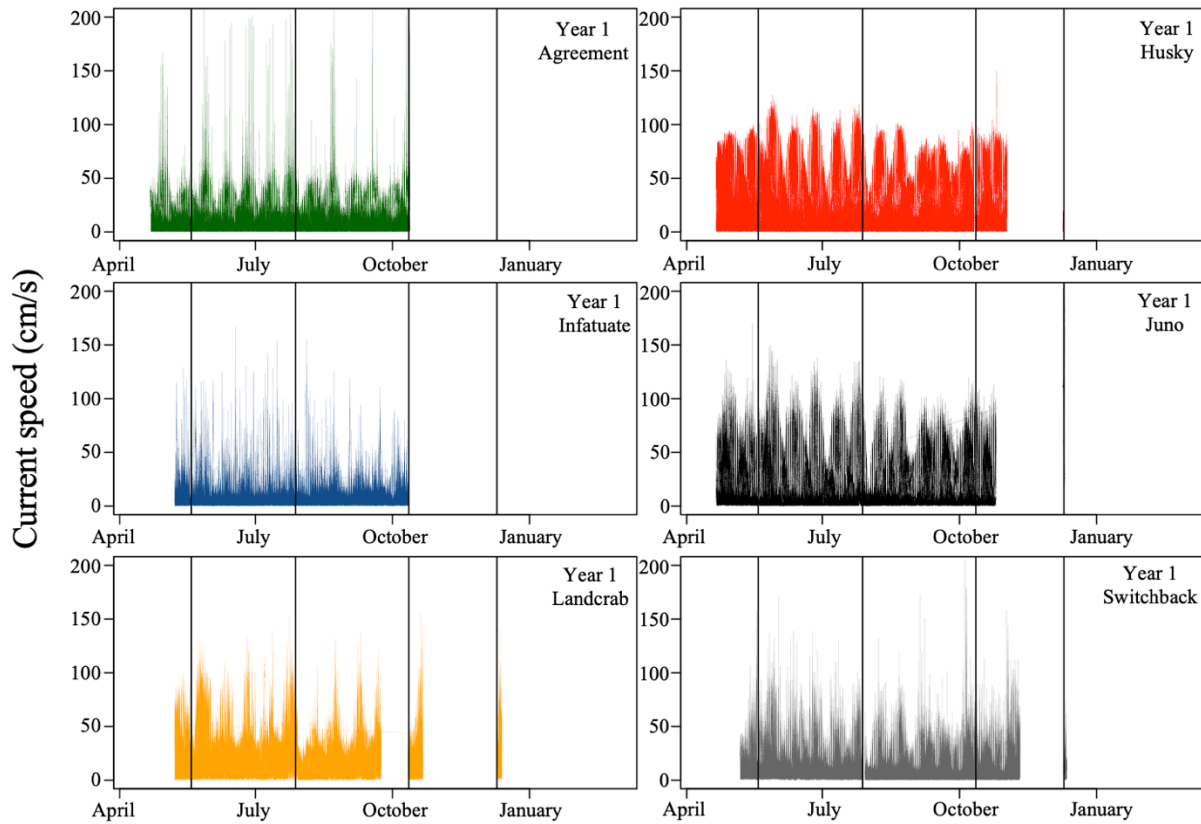 Current speed (cm/s)
200
150
100
50
0
Year 1
Agreement
April
July
October
January
200
150
100
50
0
Year 1
Husky
April
July
October
January
200
150
100
50
0
Year 1
Infatuate
April
July
October
January
200
150
100
50
0
Year 1
Juno
April
July
October
January
200
150
100
50
0
Year 1
Landcrab
April
July
October
January
200
150
100
50
0
Year 1
Switchback
April
July
October
January